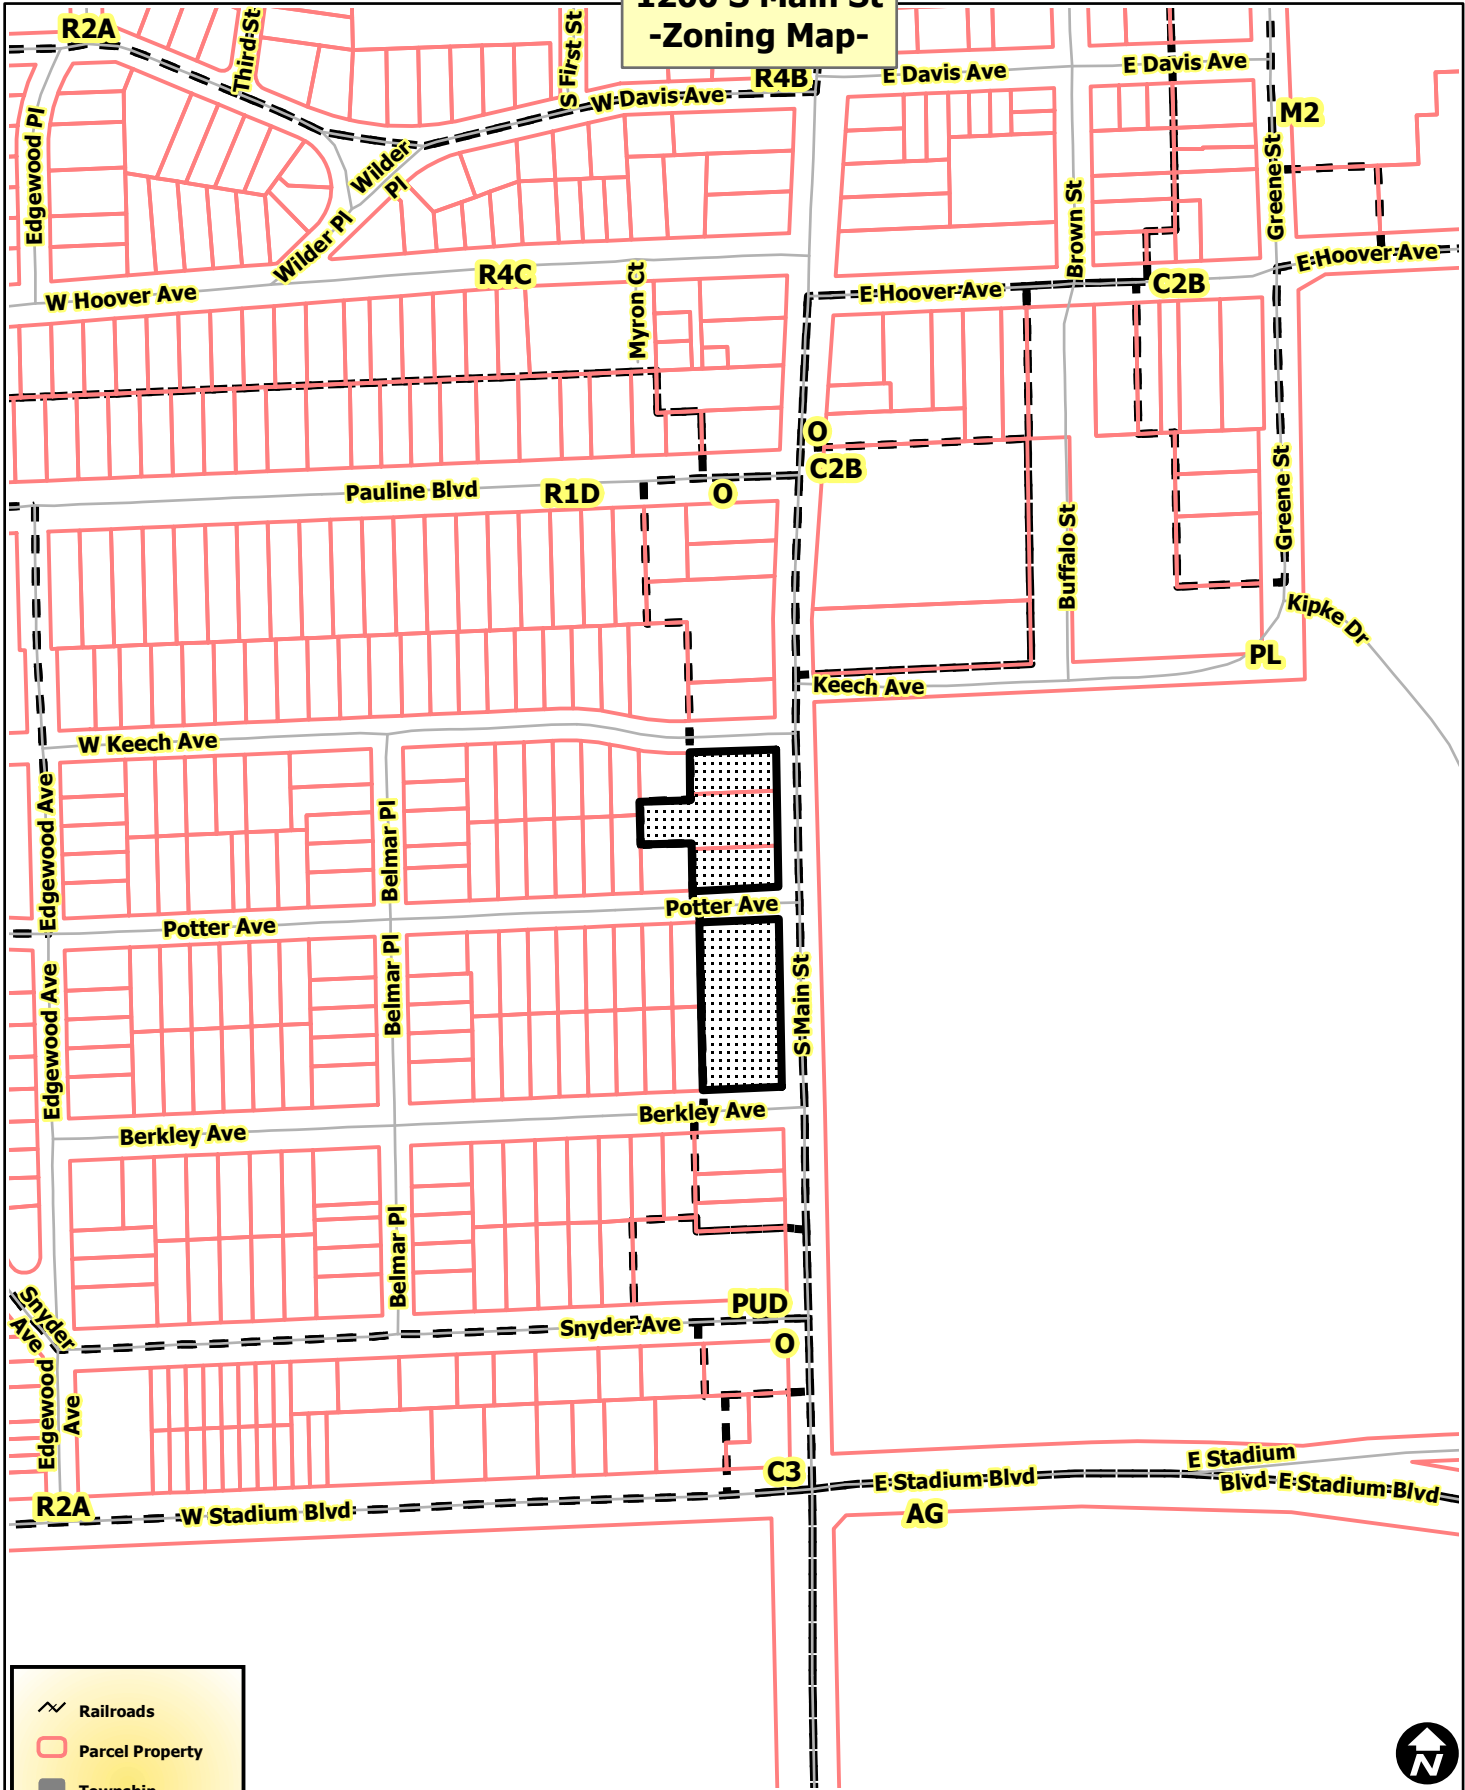 1200 S Main St
-Zoning Map-
R2A
Third St
S First St
R4B
E Davis Ave
E Davis Ave
W Davis Ave
M2
Edgewood Pl
Wilder
Pl
Wilder Pl
Brown St
Greene St
E Hoover Ave
R4C
W Hoover Ave
Myron Ct
E Hoover Ave
C2B
O
C2B
Pauline Blvd
R1D
O
Buffalo St
Greene St
Kipke Dr
PL
Keech Ave
W Keech Ave
Edgewood Ave
Belmar Pl
Potter Ave
Potter Ave
Edgewood Ave
Belmar Pl
S Main St
Berkley Ave
Berkley Ave
Belmar Pl
Snyder
Ave
PUD
Snyder Ave
O
Edgewood
Ave
C3
E Stadium Blvd
E Stadium
Blvd
E Stadium Blvd
R2A
W Stadium Blvd
AG
Railroads
Parcel Property
Township
N